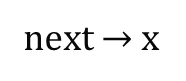 next → x